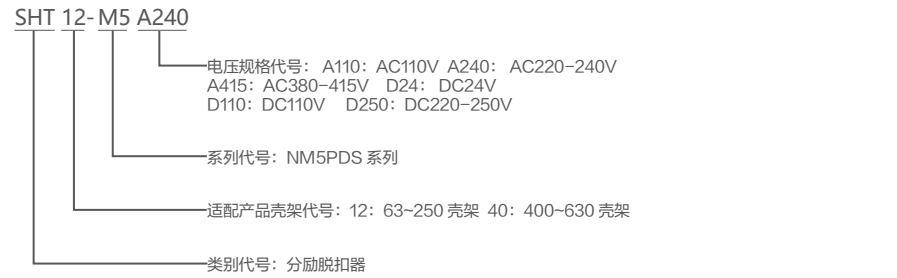 SHT 12- M5 A240
电压规格代号： A110：AC110V A240： AC220-240V
A415：AC380-415V D24： DC24V
D110：DC110V D250：DC220-250V
系列代号：NM5PDS 系列
适配产品壳架代号：12：63~250 壳架 40：400~630 壳架
类别代号：分励脱扣器